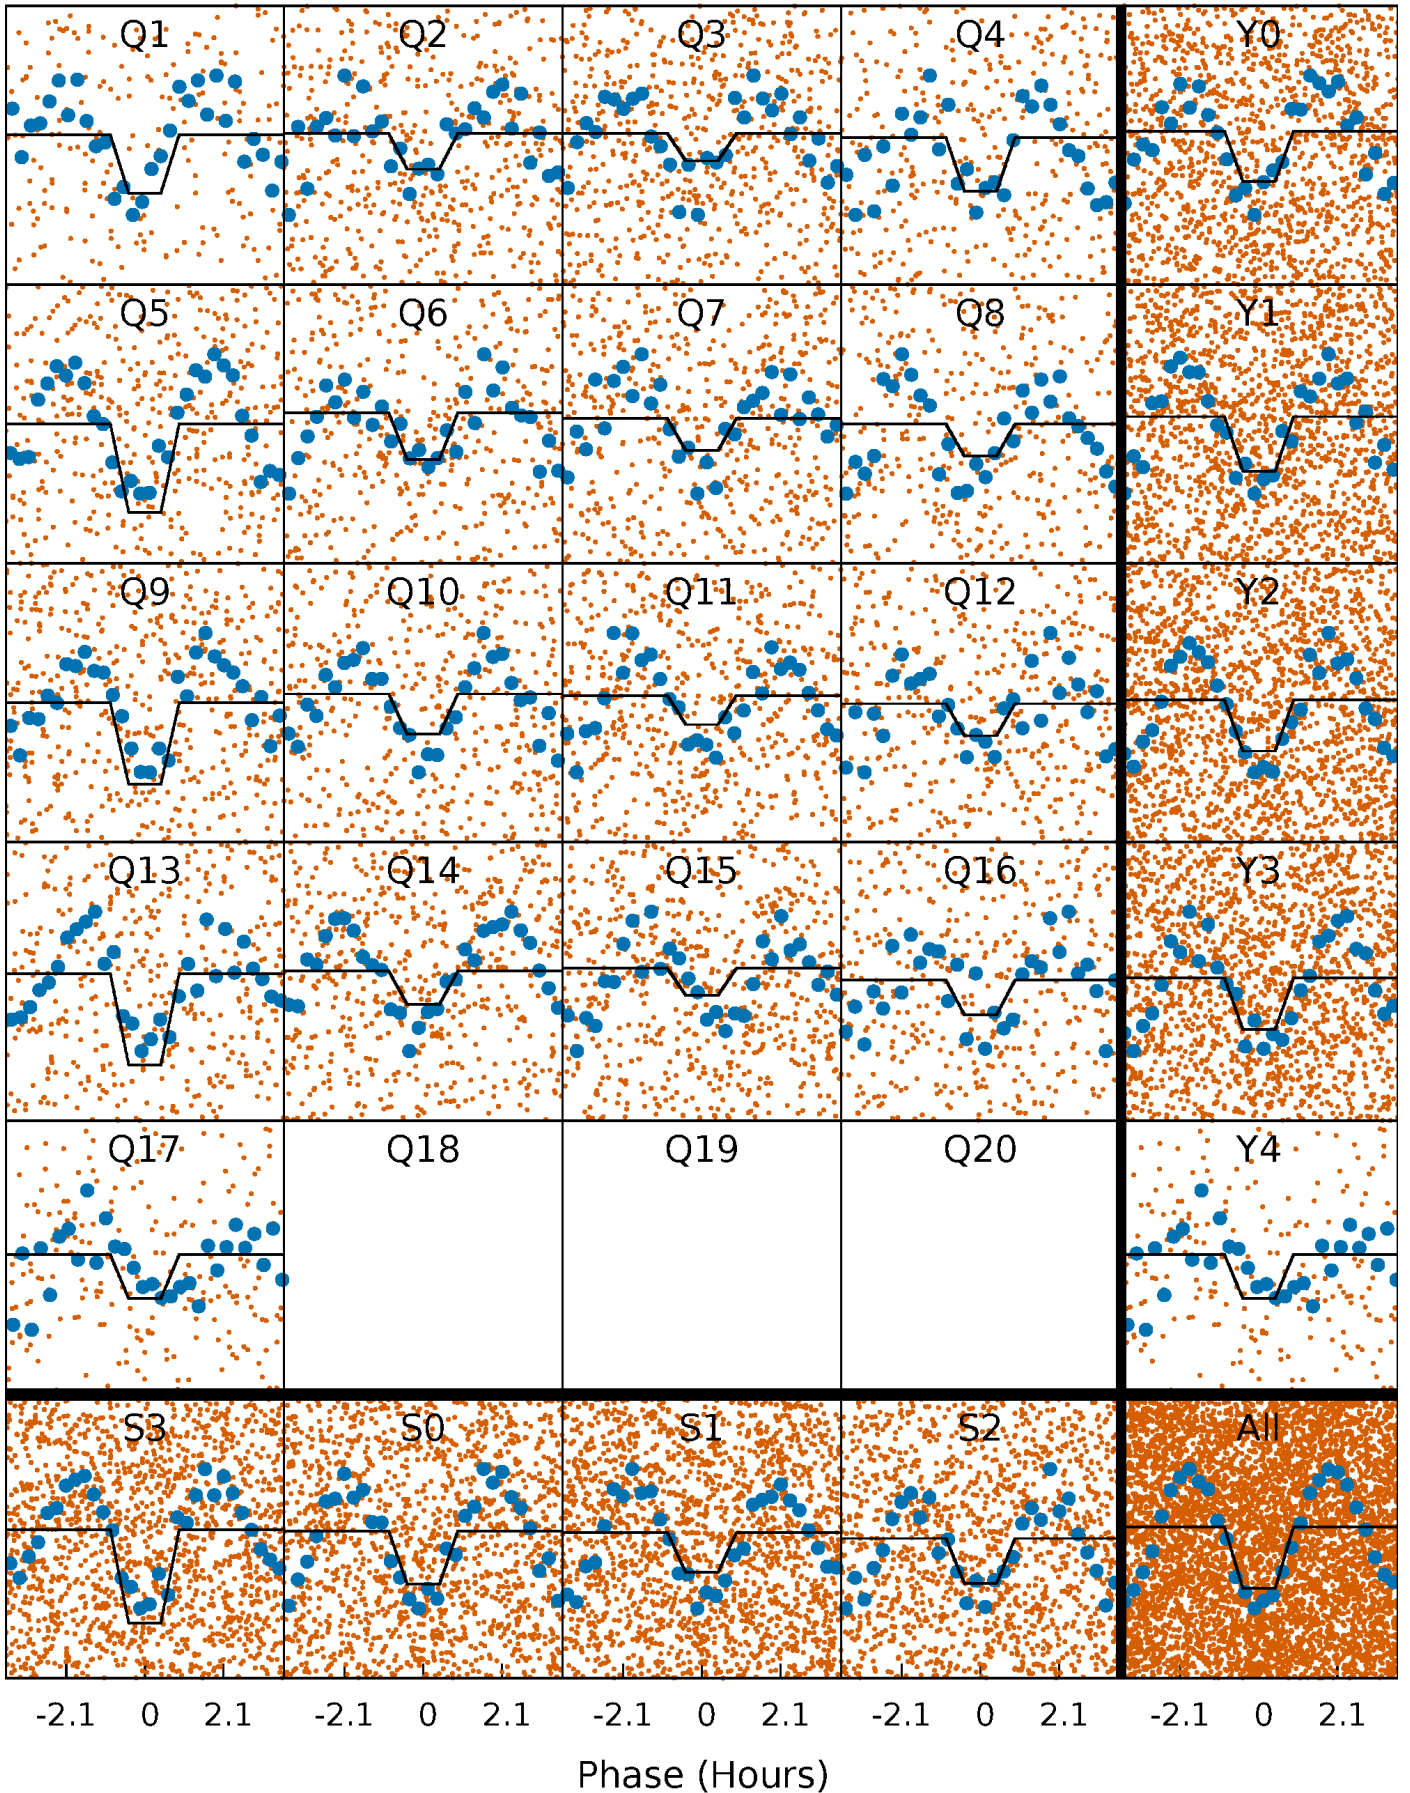 Q1 Q2 Q3 Q4 Y0
Q5 Q6 Q7 Q8 Y1
Q9 Q10 Q11 Q12 Y2
Q13 Q14 Q15 Q16 Y3
Q17 Q18 Q19 Q20 Y4
S3 S0 S1 S2 All
-2.1 0 2.1 -2.1 0 2.1 -2.1 0 2.1 -2.1 0 2.1 -2.1 0 2.1
Phase (Hours)